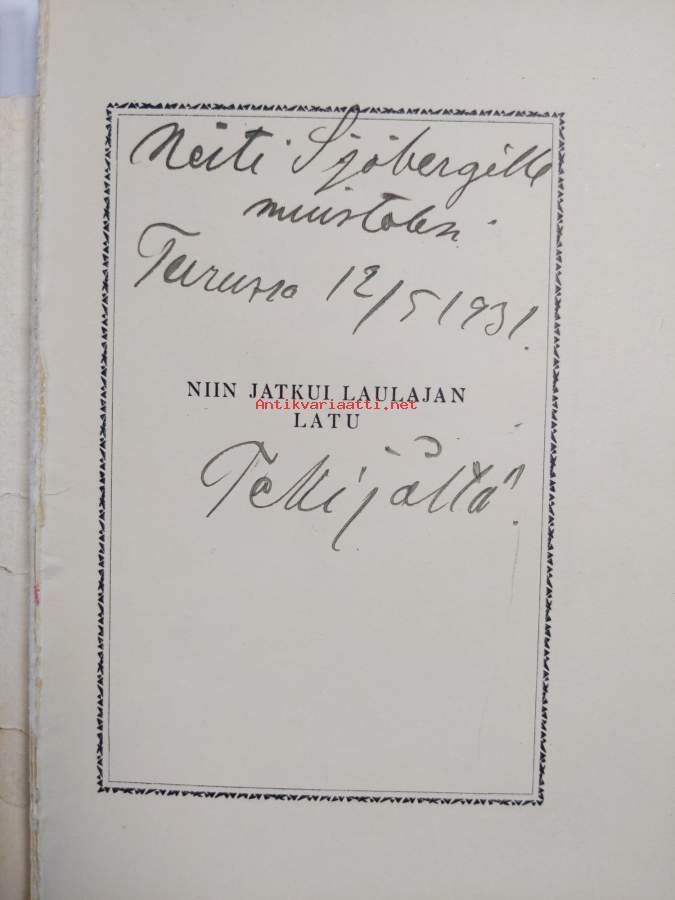 Neiti Sjöbergille
muistoksi
Turussa 12/5 1931.
NIIN JATKUI LAULAJAN
Antikvariaatti.net
LATU
Tekijältä